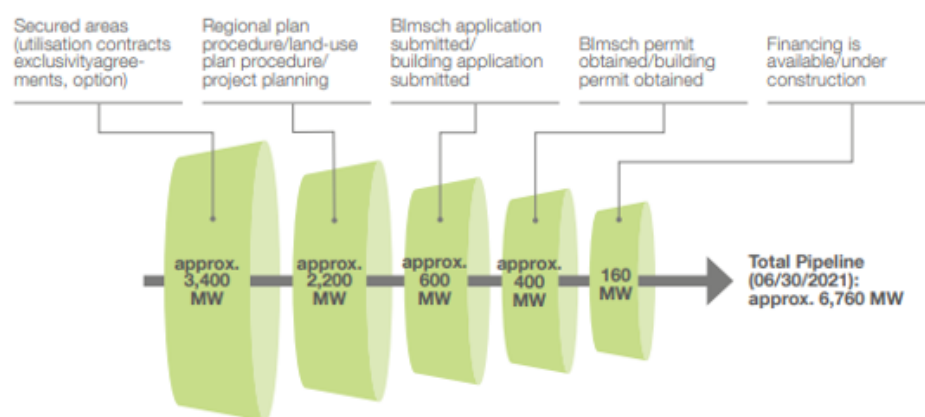 Secured areas
(utilisation contracts
exclusivityagree-
ments, option)
Regional plan
procedure/land-use
plan procedure/
project planning
BImsch application
submitted/
building application
submitted
BImsch permit
obtained/building
permit obtained
Financing is
available/under
construction
approx.
3,400
MW
approx.
2,200
MW
approx.
600
MW
approx.
400
MW
160
MW
Total Pipeline
(06/30/2021):
approx. 6,760 MW